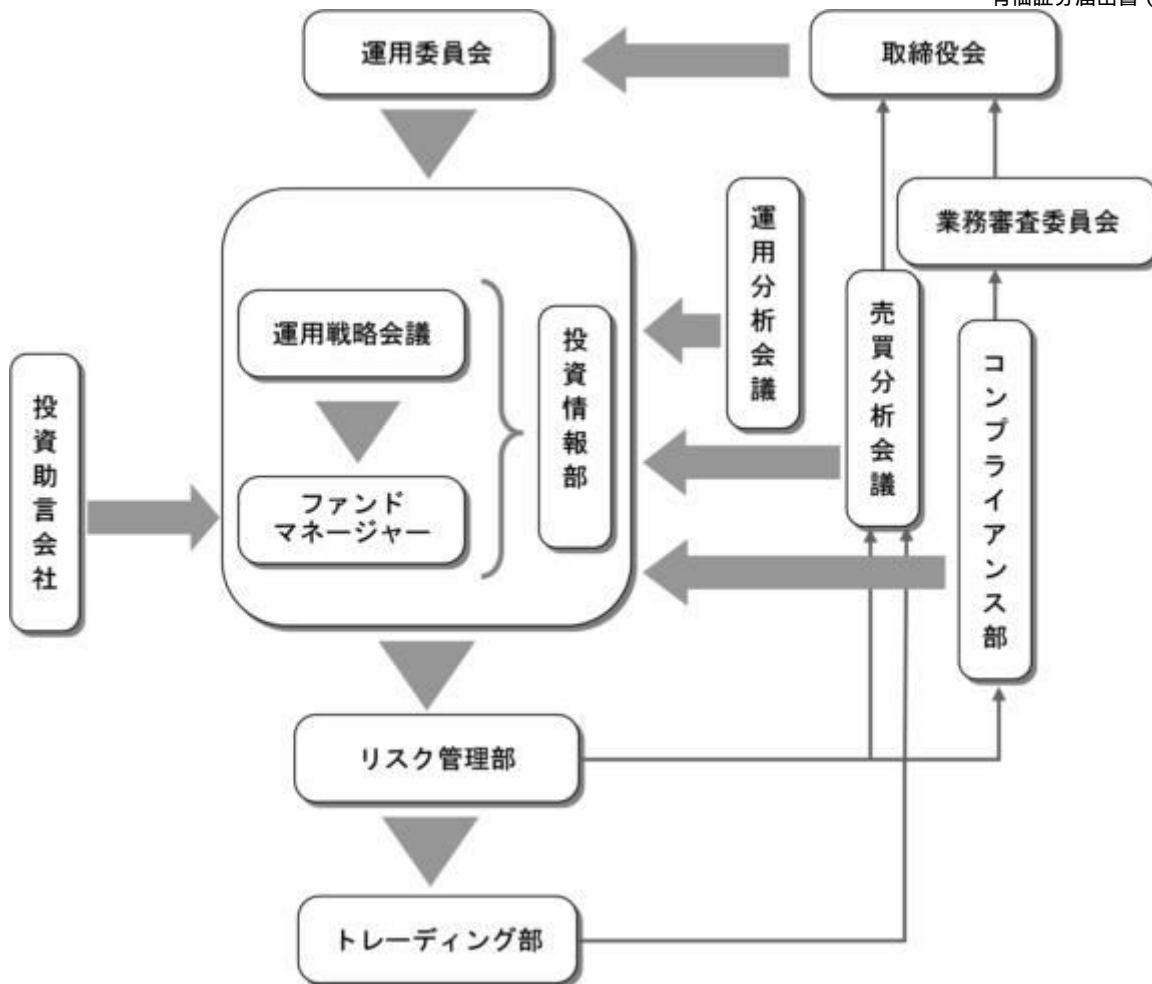 有価証券届出書（
運用委員会
取締役会
業務審査委員会
運用分析会議
売買分析会議
コンプライアンス部
運用戦略会議
投資情報部
投資助言会社
ファンド
マネージャー
リスク管理部
トレーディング部